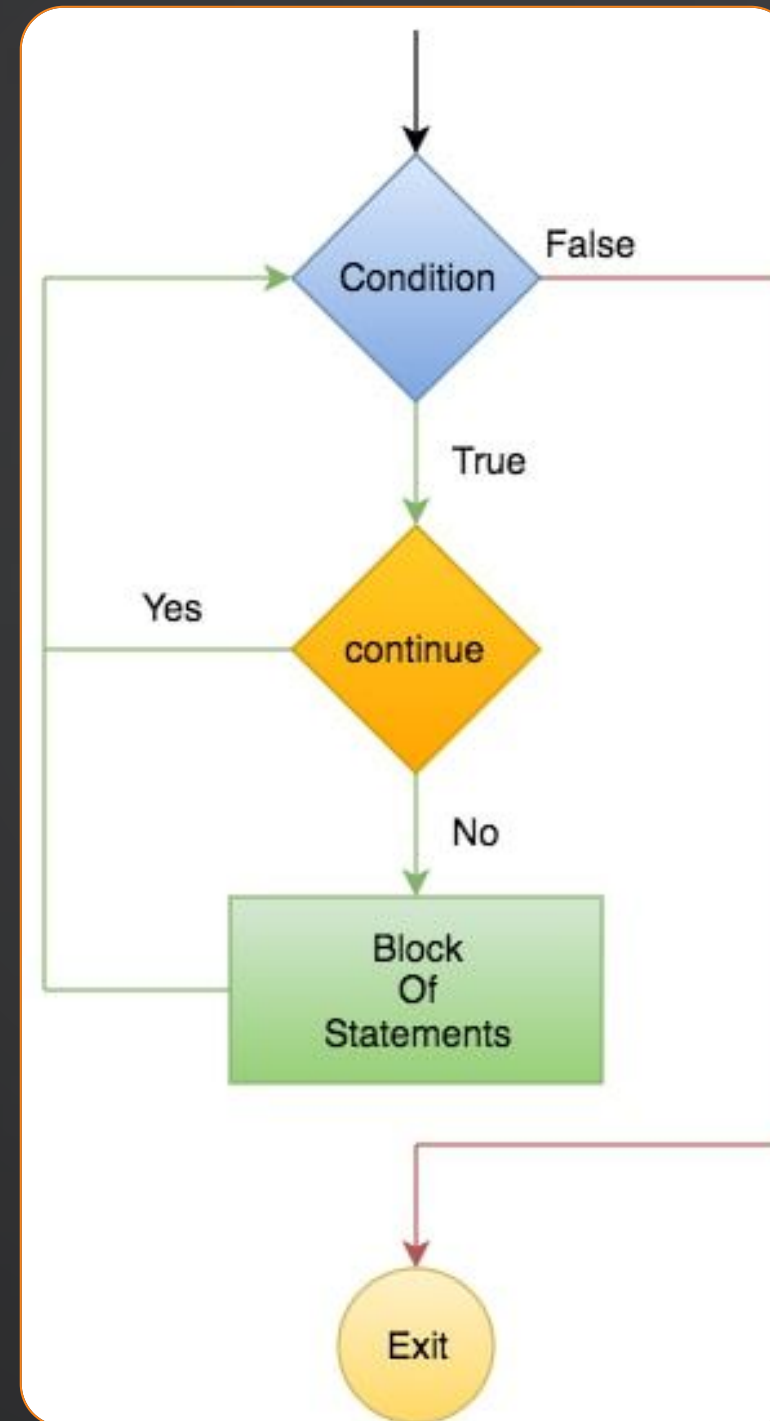 Condition
False
True
Yes
continue
No
Block
Of
Statements
Exit